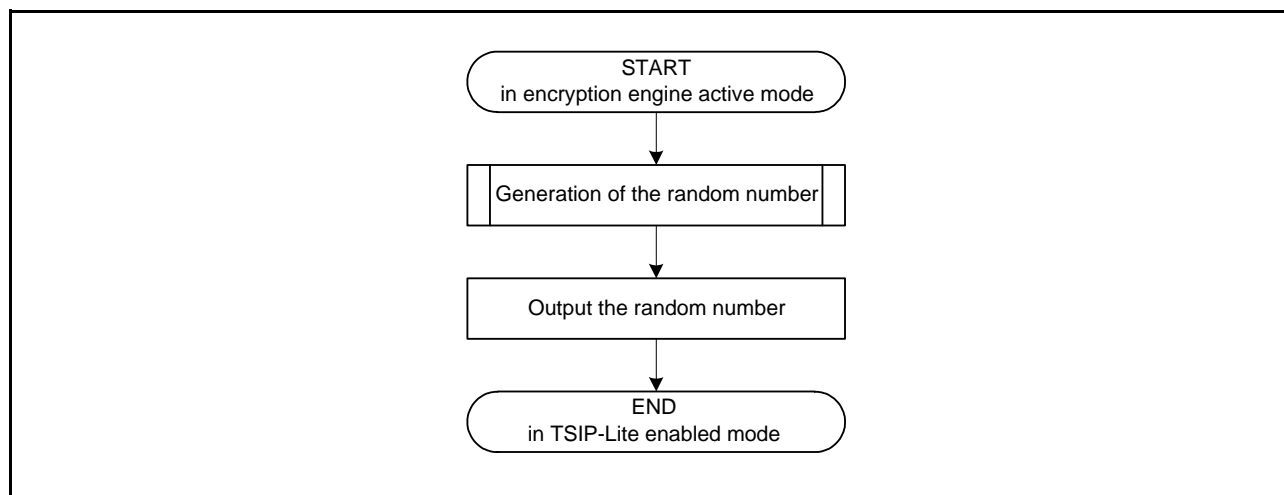 START
in encryption engine active mode
Generation of the random number
Output the random number
END
in TSIP-Lite enabled mode